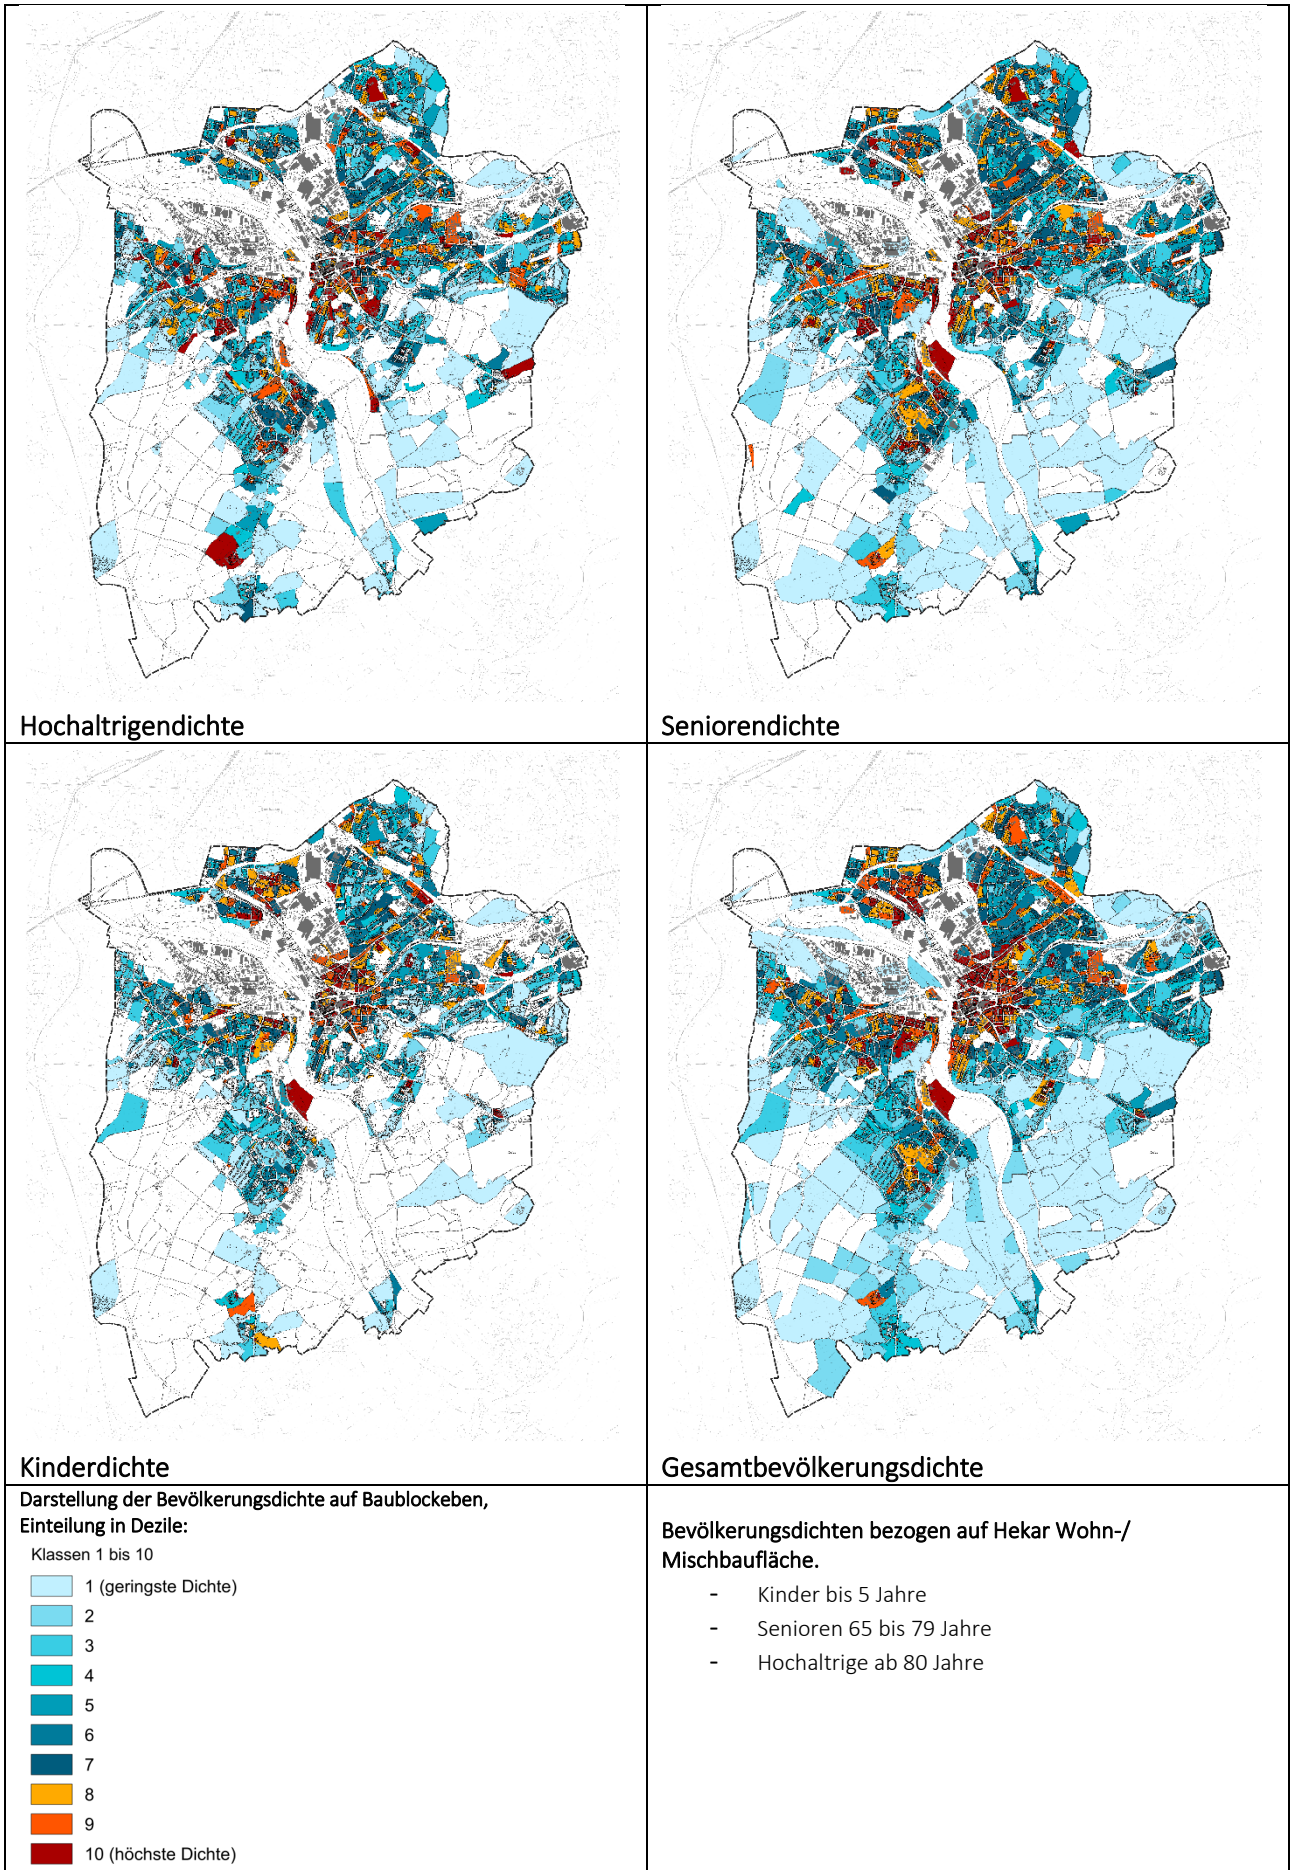 Hochaltrigendichte
Seniorendichte
Kinderdichte
Gesamtbevölkerungsdichte
Darstellung der Bevölkerungsdichte auf Baublockeben,
Einteilung in Dezile:
Klassen 1 bis 10
1 (geringste Dichte)
2
3
4
5
6
7
8
9
10 (höchste Dichte)
Bevölkerungsdichten bezogen auf Hekar Wohn-/
Mischbaufläche.
- Kinder bis 5 Jahre
- Senioren 65 bis 79 Jahre
- Hochaltrige ab 80 Jahre